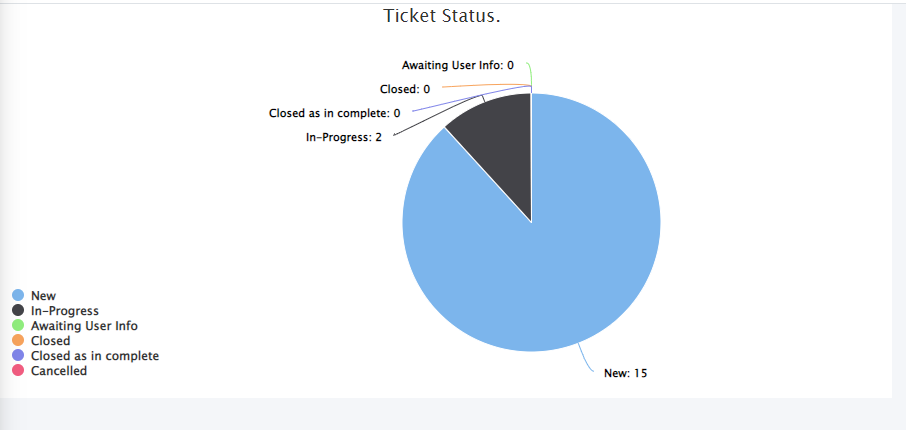 Ticket Status.
Awaiting User Info: 0
Closed: 0
Closed as in complete: 0
In-Progress: 2
New: 15
New
In-Progress
Awaiting User Info
Closed
Closed as in complete
Cancelled